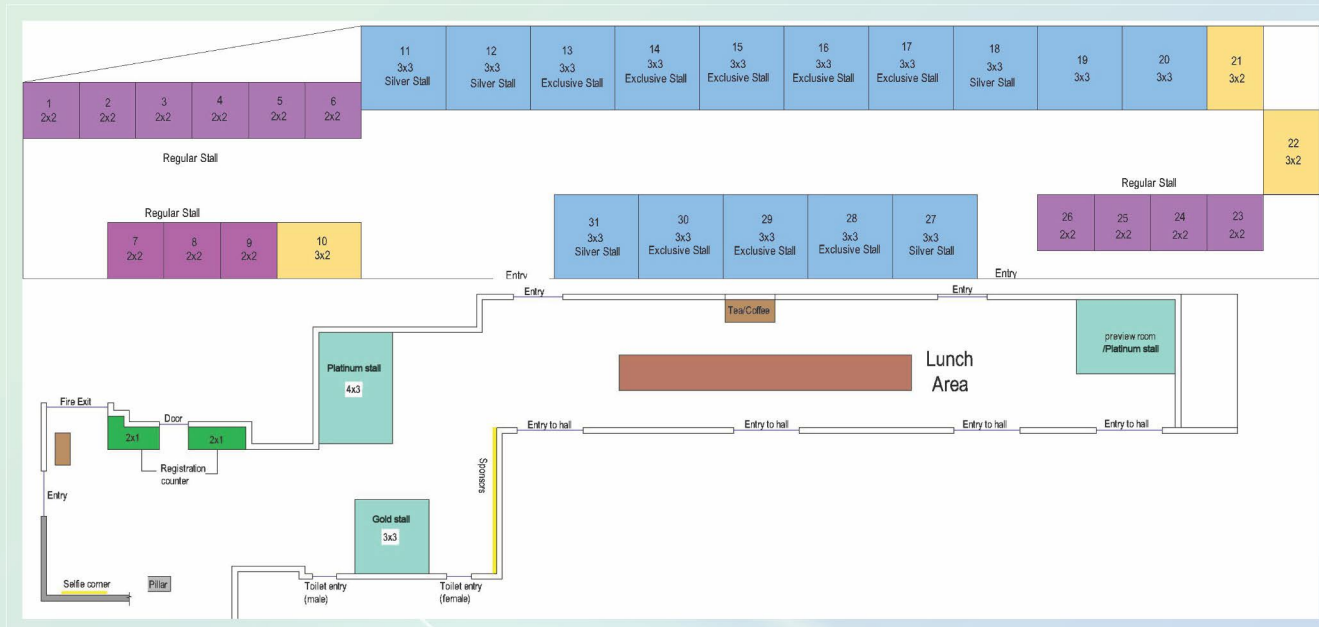 11
3x3
Silver Stall
12
3x3
Silver Stall
13
3x3
Exclusive Stall
14
3x3
Exclusive Stall
15
3x3
Exclusive Stall
16
3x3
Exclusive Stall
17
3x3
Exclusive Stall
18
3x3
Silver Stall
19
3x3
20
3x3
21
3x2
1
2x2
2
2x2
3
2x2
4
2x2
5
2x2
6
2x2
22
3x2
Regular Stall
Regular Stall
Regular Stall
7
2x2
8
2x2
9
2x2
10
3x2
31
3x3
Silver Stall
30
3x3
Exclusive Stall
29
3x3
Exclusive Stall
28
3x3
Exclusive Stall
27
3x3
Silver Stall
26
2x2
25
2x2
24
2x2
23
2x2
Entry
Entry
Entry
Entry
Tea/Coffee
preview room
/Platinum stall
Lunch
Area
Platinum stall
4x3
Fire Exit
Door
2x1
2x1
Registration
counter
Entry to hall
Entry to hall
Entry to hall
Entry to hall
Sponsors
Entry
Gold stall
3x3
Selfie corner
Pillar
Toilet entry
(male)
Toilet entry
(female)